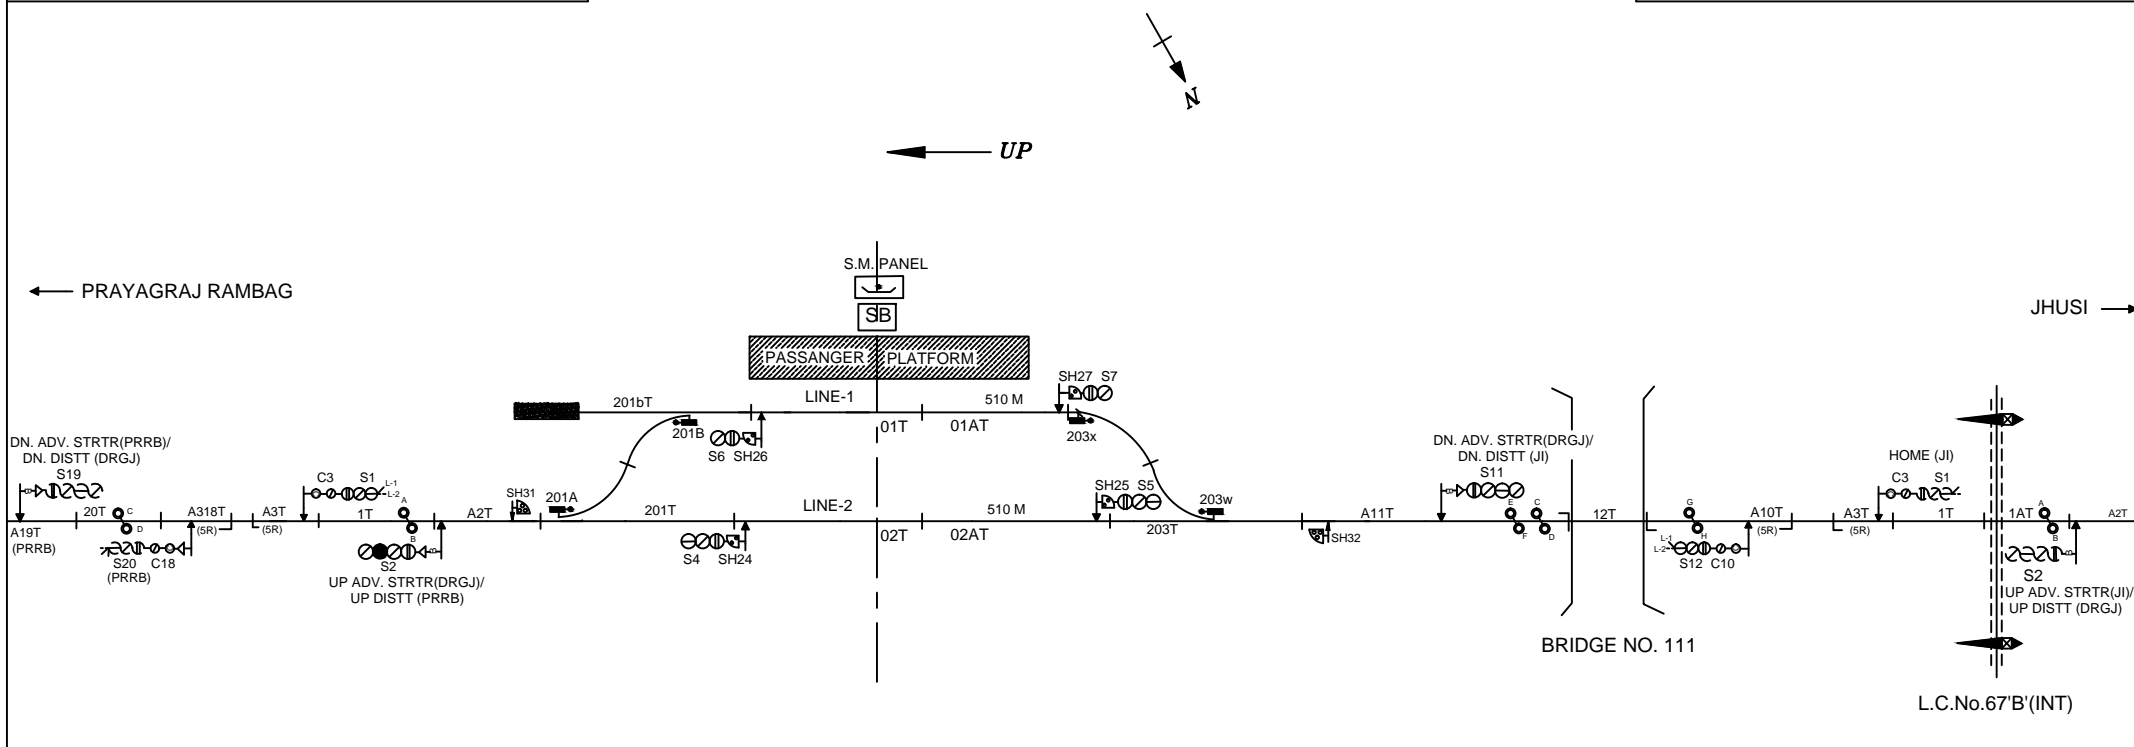 N
UP
S.M. PANEL
PRAYAGRAJ RAMBAG
JHUSI
SB
PASSANGER PLATFORM
SH27 S7
LINE-1
510 M
201bT
01T 01AT
201B
203x
S6 SH26
DN. ADV. STRTR(PRRB)/
DN. DISTT (DRGJ)
S19
C3 S1
L-1
L-2
A
B
SH31
201A
SH25 S5
203w
DN. ADV. STRTR(DRGJ)/
DN. DISTT (JI)
S11
E C
F D
G
H
HOME (JI)
C3 S1
A
B
20T
C
D
A318T
(5R)
A3T
(5R)
1T
A2T
201T
LINE-2
510 M
A11T
12T
A10T
(5R)
A3T
(5R)
1T
1AT
A2T
A19T
(PRRB)
S20 C18
(PRRB)
S2
UP ADV. STRTR(DRGJ)/
UP DISTT (PRRB)
S4 SH24
02T 02AT
203T
SH32
L-1
L-2
S12 C10
S2
UP ADV. STRTR(JI)/
UP DISTT (DRGJ)
BRIDGE NO. 111
L.C.No.67'B'(INT)